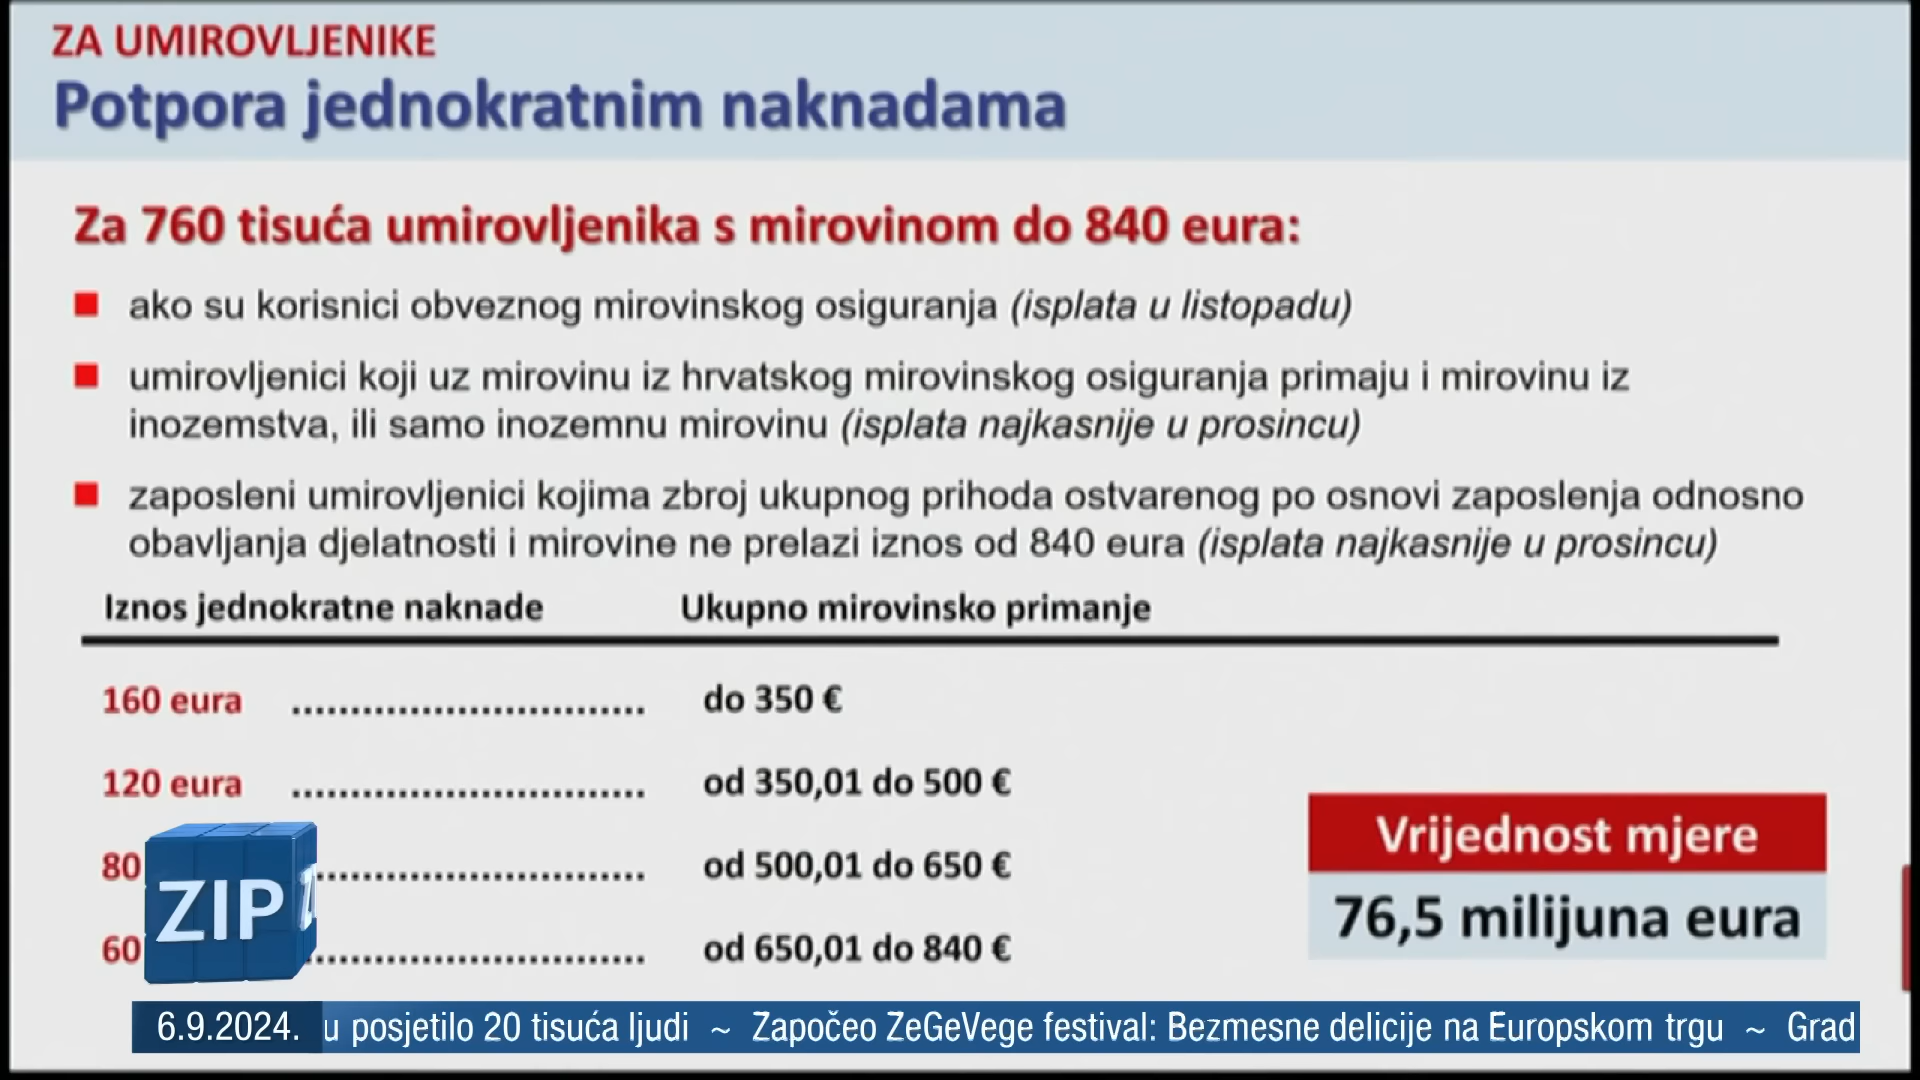 ZA UMIROVLJENIKE
Potpora jednokratnim naknadama
Za 760 tisuća umirovljenika s mirovinom do 840 eura:
ako su korisnici obveznog mirovinskog osiguranja (isplata u listopadu)
umirovljenici koji uz mirovinu iz hrvatskog mirovinskog osiguranja primaju i mirovinu iz
inozemstva, ili samo inozemnu mirovinu (isplata najkasnije u prosincu)
zaposleni umirovljenici kojima zbroj ukupnog prihoda ostvarenog po osnovi zaposlenja odnosno
obavljanja djelatnosti i mirovine ne prelazi iznos od 840 eura (isplata najkasnije u prosincu)
Iznos jednokratne naknade Ukupno mirovinsko primanje
160 eura .............................. do 350 €
120 eura .............................. od 350,01 do 500 €
80 ............................ od 500,01 do 650 €
60 ............................. od 650,01 do 840 €
Vrijednost mjere
76,5 milijuna eura
ZIP
6.9.2024. u posjetilo 20 tisuća ljudi ~ Započeo ZeGeVege festival: Bezmesne delicije na Europskom trgu ~ Grad